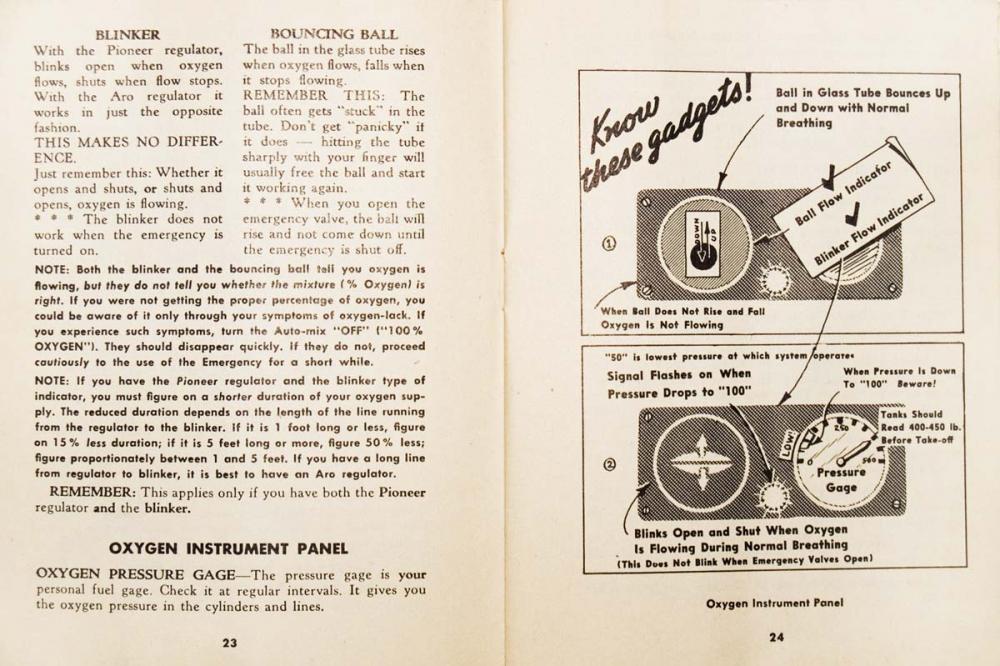 BLINKER
With the Pioneer regulator,
blinks open when oxygen
flows, shuts when flow stops.
With the Aro regulator it
works in just the opposite
fashion.
THIS MAKES NO DIFFER-
ENCE.
Just remember this: Whether it
opens and shuts, or shuts and
opens, oxygen is flowing.
* * * The blinker does not
work when the emergency is
turned on.
BOUNCING BALL
The ball in the glass tube rises
when oxygen flows, falls when
it stops flowing.
REMEMBER THIS: The
ball often gets "stuck" in the
tube. Don't get "panicky" if
it does — hitting the tube
sharply with your finger will
usually free the ball and start
it working again.
* * * When you open the
emergency valve, the ball will
rise and not come down until
the emergency is shut off.
NOTE: Both the blinker and the bouncing ball tell you oxygen is
flowing, but they do not tell you whether the mixture (% Oxygen) is
right. If you were not getting the proper percentage of oxygen, you
could be aware of it only through your symptoms of oxygen-lack. If
you experience such symptoms, turn the Auto-mix "OFF" ("100%
OXYGEN"). They should disappear quickly. If they do not, proceed
cautiously to the use of the Emergency for a short while.
NOTE: If you have the Pioneer regulator and the blinker type of
indicator, you must figure on a shorter duration of your oxygen sup-
ply. The reduced duration depends on the length of the line running
from the regulator to the blinker. If it is 1 foot long or less, figure
on 15% less duration; if it is 5 feet long or more, figure 50% less;
figure proportionately between 1 and 5 feet. If you have a long line
from regulator to blinker, it is best to have an Aro regulator.
REMEMBER: This applies only if you have both the Pioneer
regulator and the blinker.
OXYGEN INSTRUMENT PANEL
OXYGEN PRESSURE GAGE—The pressure gage is your
personal fuel gage. Check it at regular intervals. It gives you
the oxygen pressure in the cylinders and lines.
23
Know
these gadgets!
Ball in Glass Tube Bounces Up
and Down with Normal
Breathing
Ball Flow Indicator
Blinker Flow Indicator
DOWN
UP
1
When Ball Does Not Rise and Fall
Oxygen Is Not Flowing
"50" is lowest pressure at which system operates
Signal Flashes on When
Pressure Drops to "100"
When Pressure Is Down
To "100" Beware!
Tanks Should
Read 400-450 lb.
Before Take-off
LOW!
250
0
500
Pressure
Gage
2
Blinks Open and Shut When Oxygen
Is Flowing During Normal Breathing
(This Does Not Blink When Emergency Valves Open)
Oxygen Instrument Panel
24